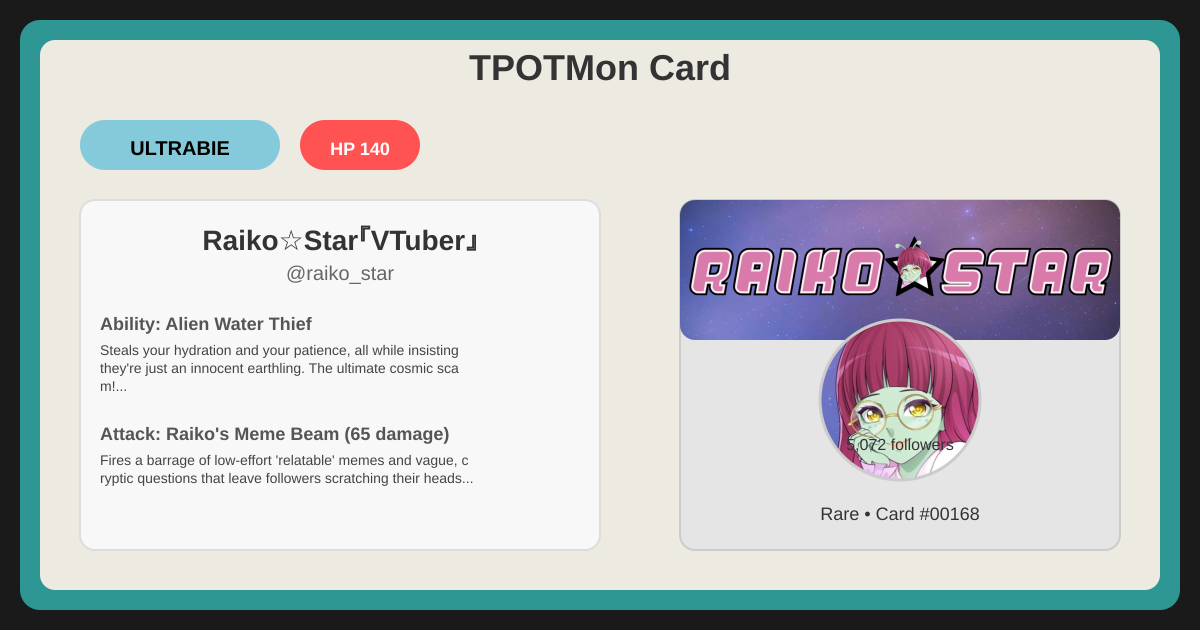 TPOTMon Card
ULTRABIE
HP 140
Raiko☆Star『VTuber』
@raiko_star
Ability: Alien Water Thief
Steals your hydration and your patience, all while insisting
they're just an innocent earthling. The ultimate cosmic sca
m!...
Attack: Raiko's Meme Beam (65 damage)
Fires a barrage of low-effort 'relatable' memes and vague, c
ryptic questions that leave followers scratching their heads...
RAIKO STAR
5,072 followers
Rare • Card #00168